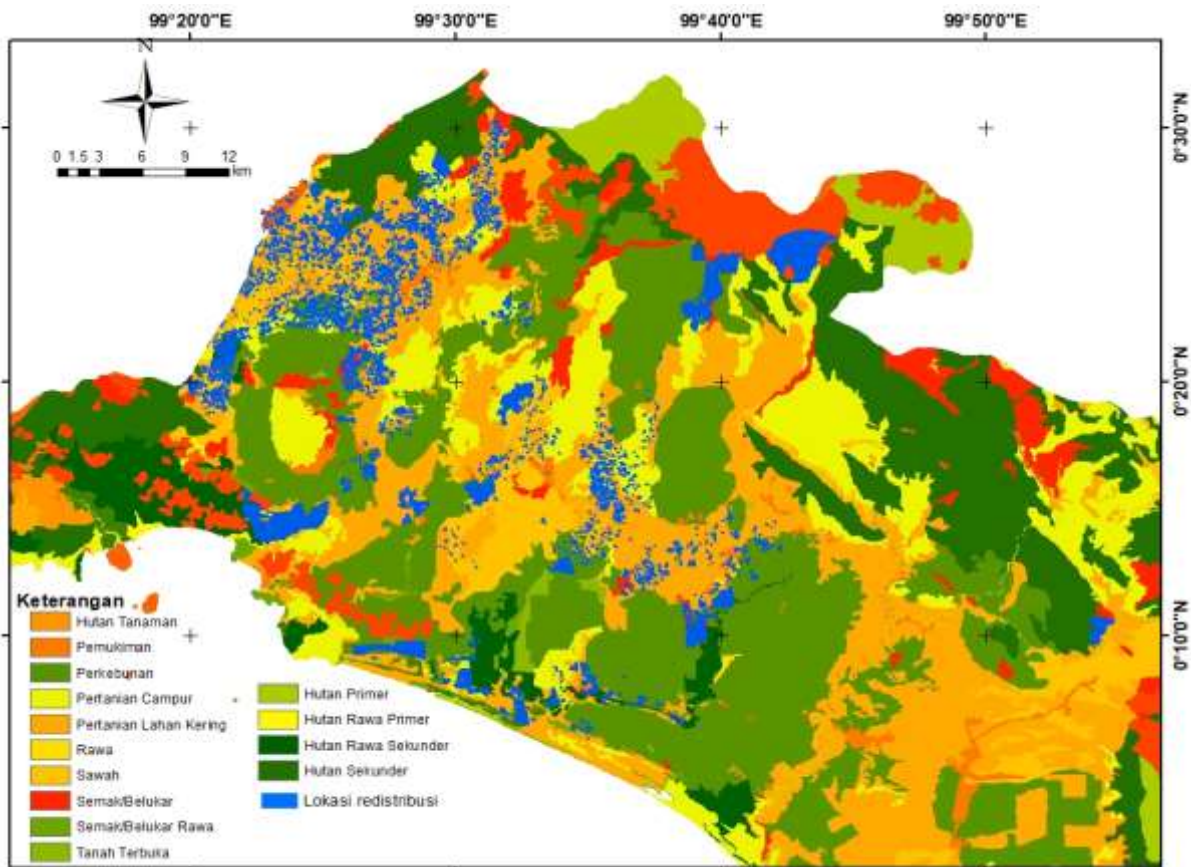 99°20'0"E 99°30'0"E 99°40'0"E 99°50'0"E
N
0 1.5 3 6 9 12
km
0°30'0"N
0°20'0"N
0°10'0"N
Keterangan
Hutan Tanaman
Pemukiman
Perkebunan
Pertanian Campur
Pertanian Lahan Kering
Rawa
Sawah
Semak/Belukar
Semak/Belukar Rawa
Tanah Terbuka
Hutan Primer
Hutan Rawa Primer
Hutan Rawa Sekunder
Hutan Sekunder
Lokasi redistribusi